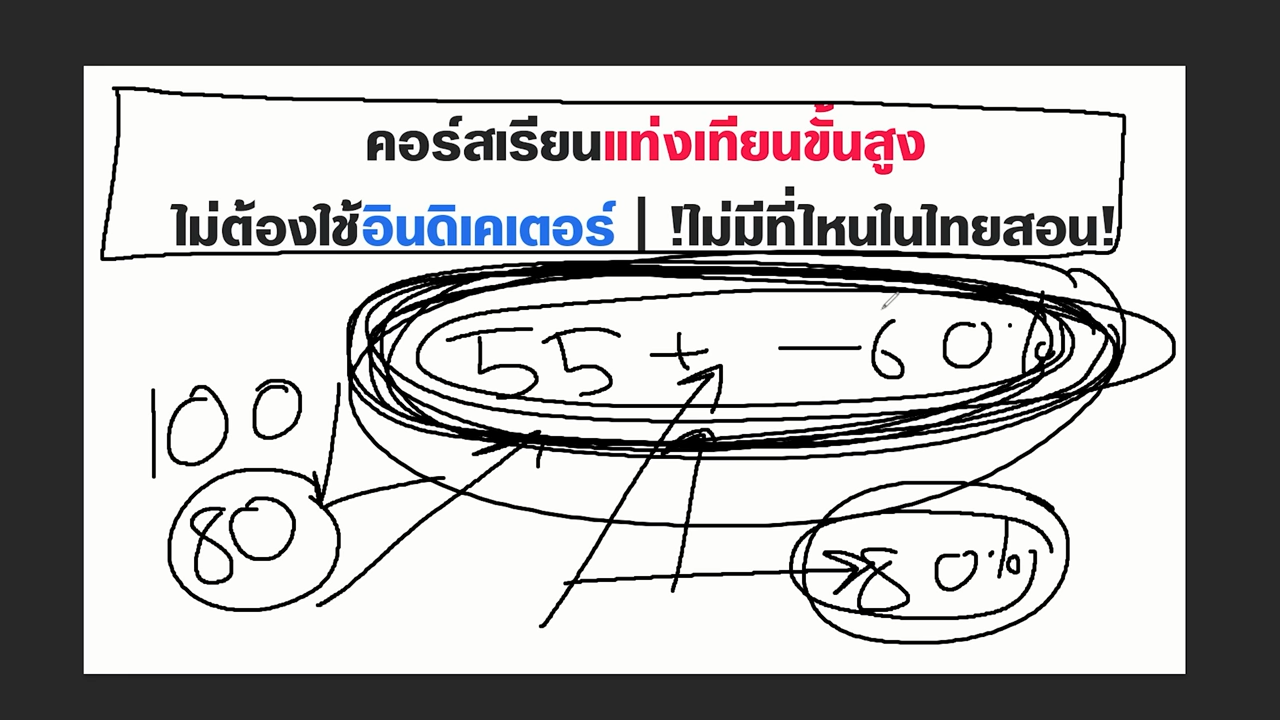 คอร์สเรียนแท่งเทียนขั้นสูง
ไม่ต้องใช้อินดิเคเตอร์ | !ไม่มีที่ไหนในไทยสอน!
55 + — 60%
100
80
80%